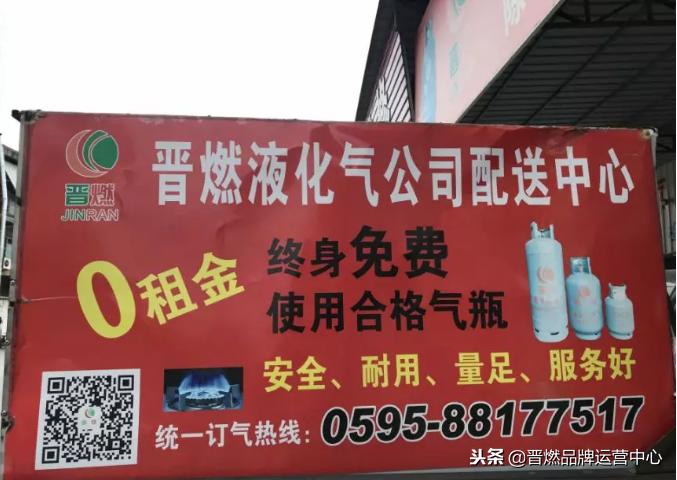 晋燃液化气公司配送中心
晋燃
JINRAN
0租金
终身免费
使用合格气瓶
安全、耐用、量足、服务好
统一订气热线：0595-88177517
头条 @晋燃品牌运营中心